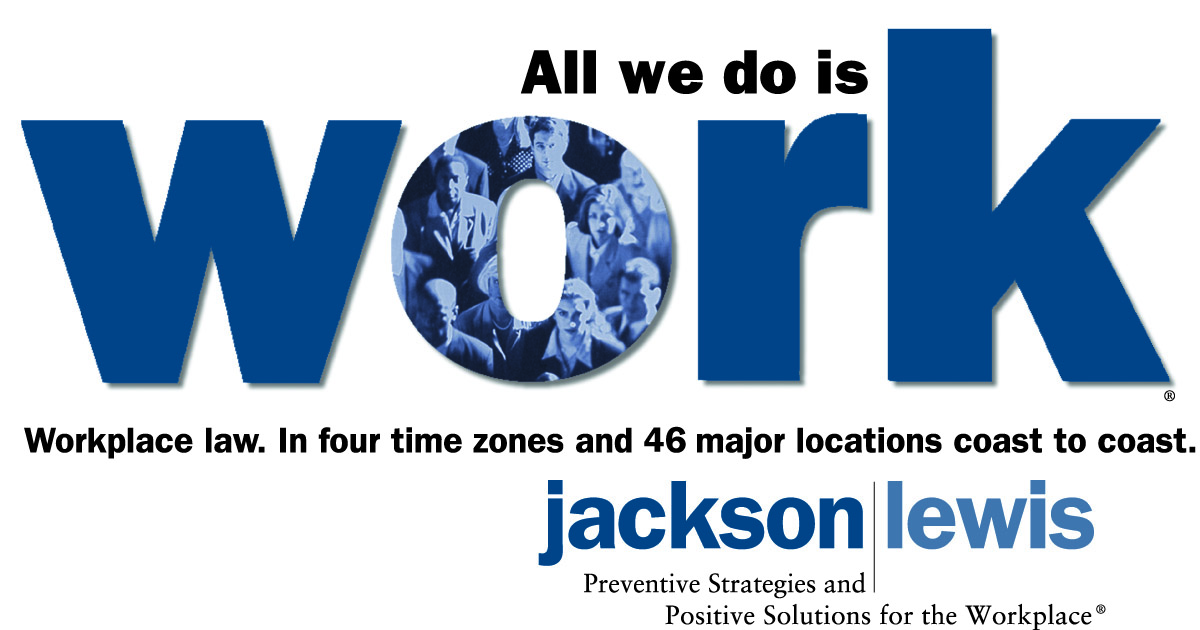 All we do is
work®
Workplace law. In four time zones and 46 major locations coast to coast.
jackson lewis
Preventive Strategies and
Positive Solutions for the Workplace®